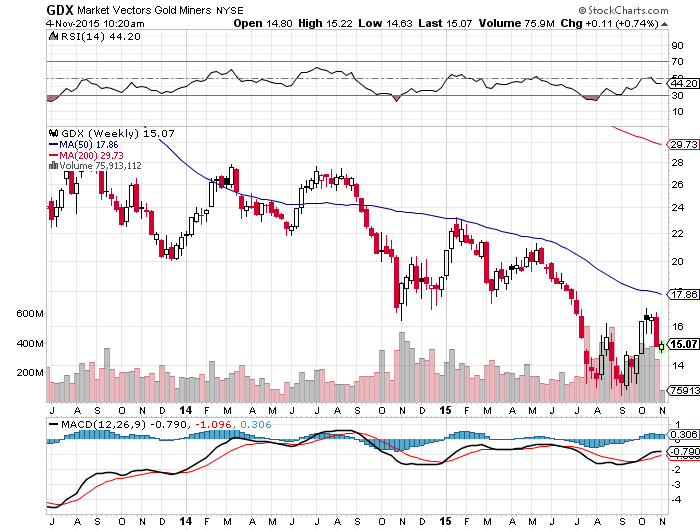 GDX Market Vectors Gold Miners NYSE © StockCharts.com
4-Nov-2015 10:20am Open 14.80 High 15.22 Low 14.63 Last 15.07 Volume 75.9M Chg +0.11 (+0.74%)
RSI(14) 44.20
90
70
50
44.20
30
10
GDX (Weekly) 15.07
MA(50) 17.86
MA(200) 29.73
Volume 75,913,112
29.73
28
26
24
22
20
17.86
16
15.07
14
75913
600M
400M
200M
J A S O N D 14 F M A M J J A S O N D 15 F M A M J J A S O N
MACD(12,26,9) -0.790, -1.096, 0.306
0.306
-0.790
-2
-3
-4
J A S O N D 14 F M A M J J A S O N D 15 F M A M J J A S O N